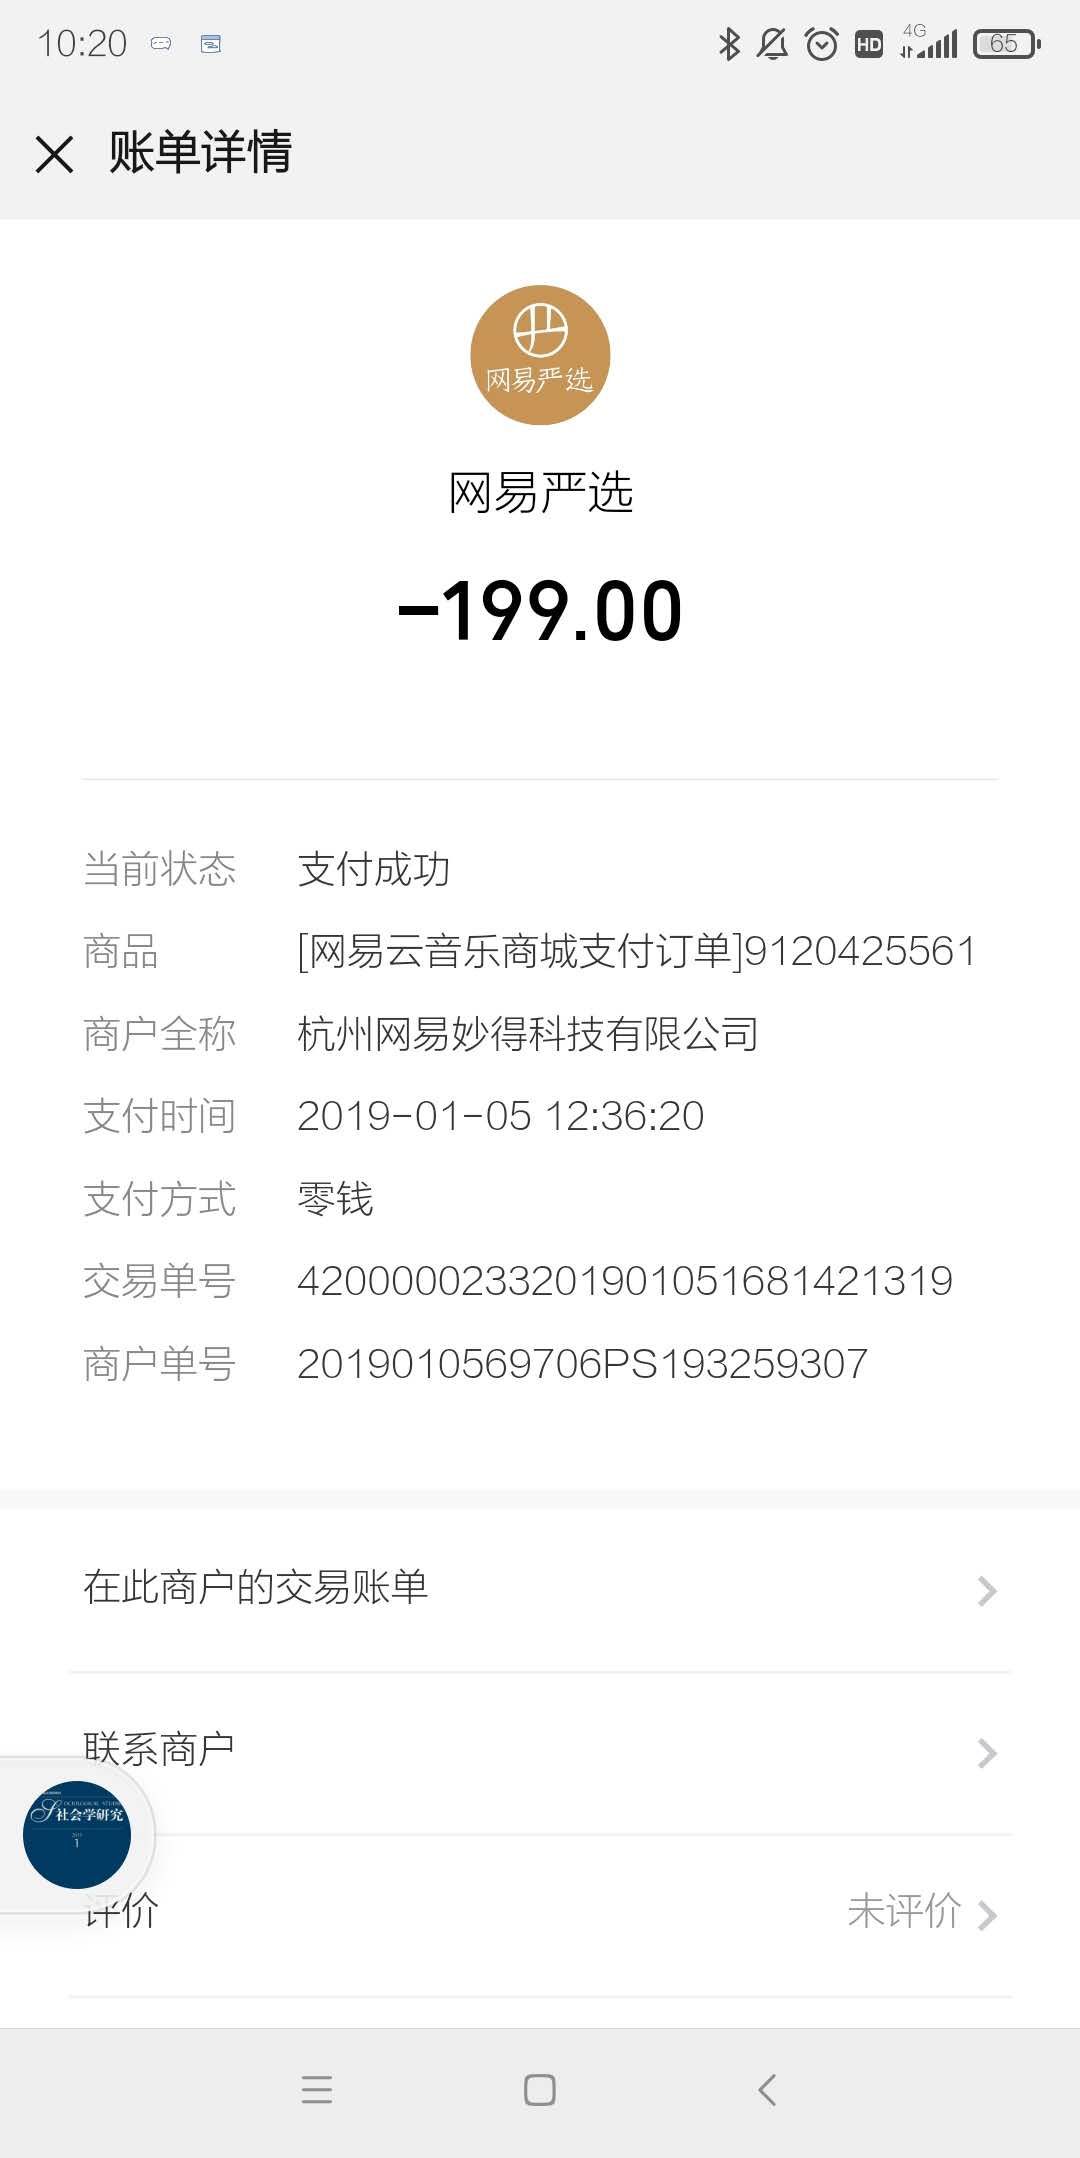 10:20
HD 4G 65
账单详情
网易严选
网易严选
-199.00
当前状态 支付成功
商品 [网易云音乐商城支付订单]9120425561
商户全称 杭州网易妙得科技有限公司
支付时间 2019-01-05 12:36:20
支付方式 零钱
交易单号 4200000233201901051681421319
商户单号 2019010569706PS193259307
在此商户的交易账单
联系商户
社会学研究
1
评价 未评价